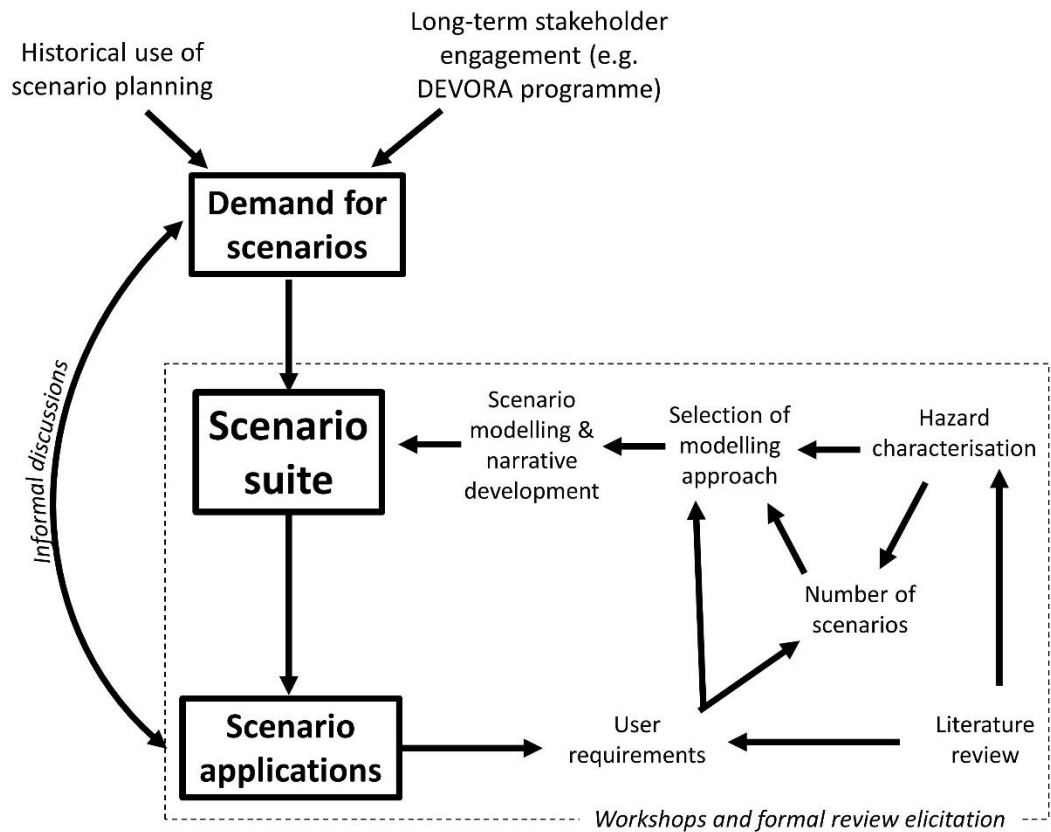 Historical use of
scenario planning
Long-term stakeholder
engagement (e.g.
DEVORA programme)
Demand for
scenarios
Informal discussions
Scenario
suite
Scenario
modelling &
narrative
development
Selection of
modelling
approach
Hazard
characterisation
Number of
scenarios
Scenario
applications
User
requirements
Literature
review
Workshops and formal review elicitation